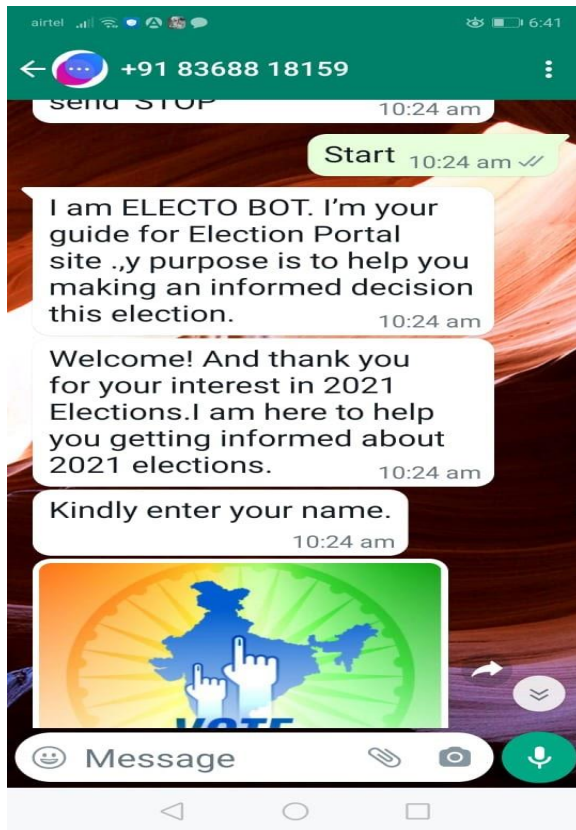 airtel 6:41
+91 83688 18159
send STOP
10:24 am
Start 10:24 am
I am ELECTO BOT. I’m your
guide for Election Portal
site .,y purpose is to help you
making an informed decision
this election.
10:24 am
Welcome! And thank you
for your interest in 2021
Elections.I am here to help
you getting informed about
2021 elections.
10:24 am
Kindly enter your name.
10:24 am
VOTE
Message